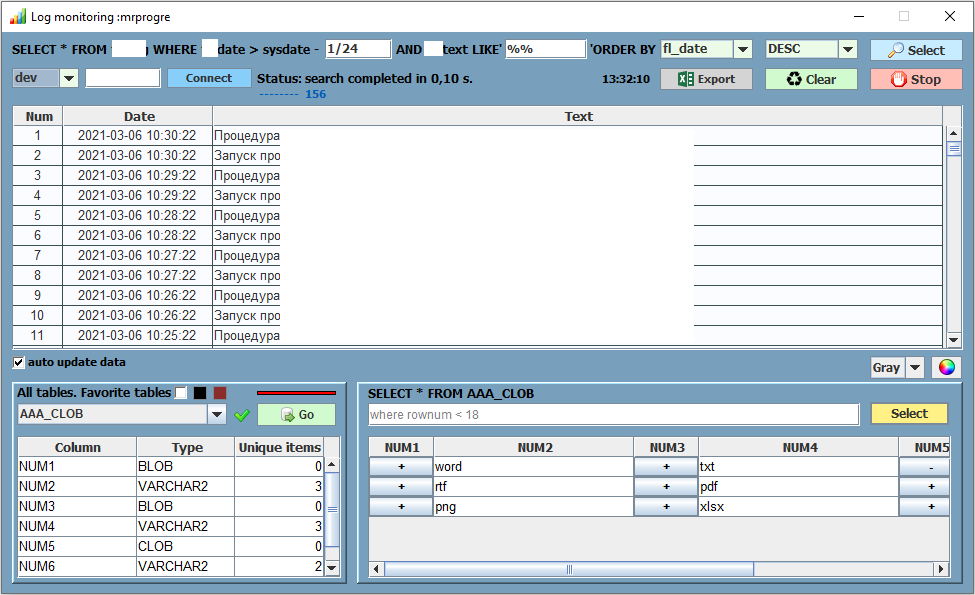 Log monitoring :mrprogre
SELECT * FROM WHERE date > sysdate - 1/24 AND text LIKE' %% 'ORDER BY fl_date DESC Select
dev Connect Status: search completed in 0,10 s. 13:32:10 Export Clear Stop
-------- 156
Num Date Text
1 2021-03-06 10:30:22 Процедура
2 2021-03-06 10:30:22 Запуск про
3 2021-03-06 10:29:22 Процедура
4 2021-03-06 10:29:22 Запуск про
5 2021-03-06 10:28:22 Процедура
6 2021-03-06 10:28:22 Запуск про
7 2021-03-06 10:27:22 Процедура
8 2021-03-06 10:27:22 Запуск про
9 2021-03-06 10:26:22 Процедура
10 2021-03-06 10:26:22 Запуск про
11 2021-03-06 10:25:22 Процедура
auto update data
Gray
All tables. Favorite tables
AAA_CLOB Go
Column Type Unique items
NUM1 BLOB 0
NUM2 VARCHAR2 3
NUM3 BLOB 0
NUM4 VARCHAR2 3
NUM5 CLOB 0
NUM6 VARCHAR2 2
SELECT * FROM AAA_CLOB
where rownum < 18 Select
NUM1 NUM2 NUM3 NUM4 NUM5
+ word + txt -
+ rtf + pdf +
+ png + xlsx +